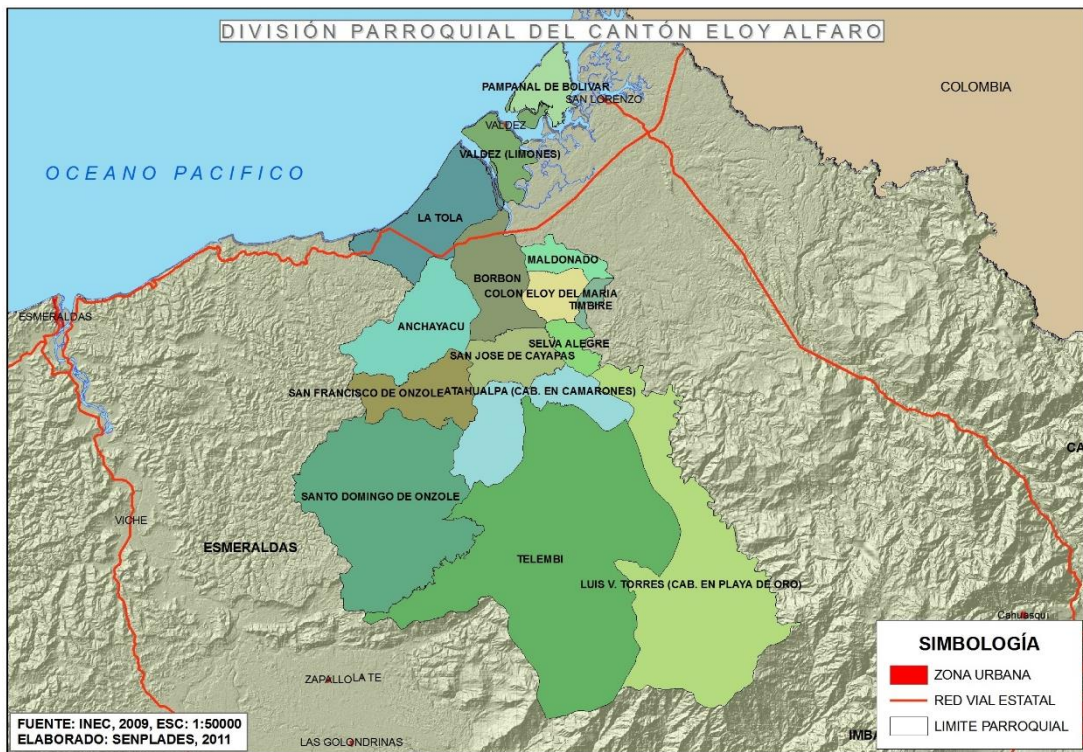 DIVISIÓN PARROQUIAL DEL CANTÓN ELOY ALFARO
COLOMBIA
PAMPANAL DE BOLIVAR
SAN LORENZO
VALDEZ
VALDEZ (LIMONES)
OCEANO PACIFICO
LA TOLA
MALDONADO
BORBON
COLON ELOY DEL MARIA
TIMBIRE
ESMERALDAS
ANCHAYACU
SELVA ALEGRE
SAN JOSE DE CAYAPAS
SAN FRANCISCO DE ONZOLE
ATAHUALPA (CAB. EN CAMARONES)
CA
SANTO DOMINGO DE ONZOLE
VICHE
ESMERALDAS
TELEMBI
LUIS V. TORRES (CAB. EN PLAYA DE ORO)
Cahuasqui
SIMBOLOGÍA
ZONA URBANA
RED VIAL ESTATAL
LIMITE PARROQUIAL
ZAPALLO
LA TE
FUENTE: INEC, 2009, ESC: 1:50000
ELABORADO: SENPLADES, 2011
LAS GOLONDRINAS
IMBA